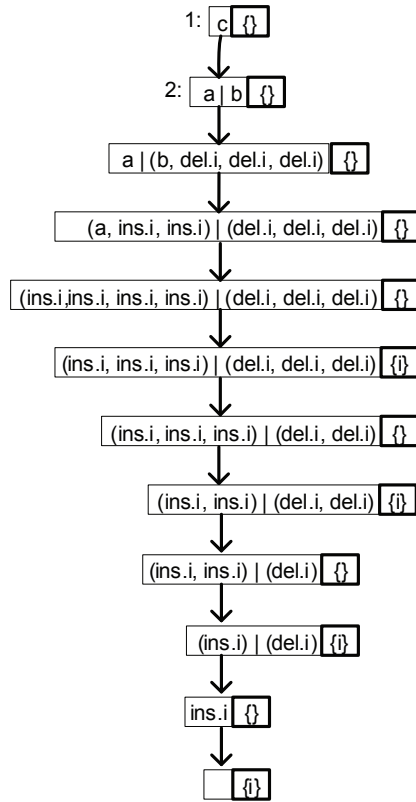 1: c {}
2: a | b {}
a | (b, del.i, del.i, del.i) {}
(a, ins.i, ins.i) | (del.i, del.i, del.i) {}
(ins.i,ins.i, ins.i, ins.i) | (del.i, del.i, del.i) {}
(ins.i, ins.i, ins.i) | (del.i, del.i, del.i) {i}
(ins.i, ins.i, ins.i) | (del.i, del.i) {}
(ins.i, ins.i) | (del.i, del.i) {i}
(ins.i, ins.i) | (del.i) {}
(ins.i) | (del.i) {i}
ins.i {}
{i}